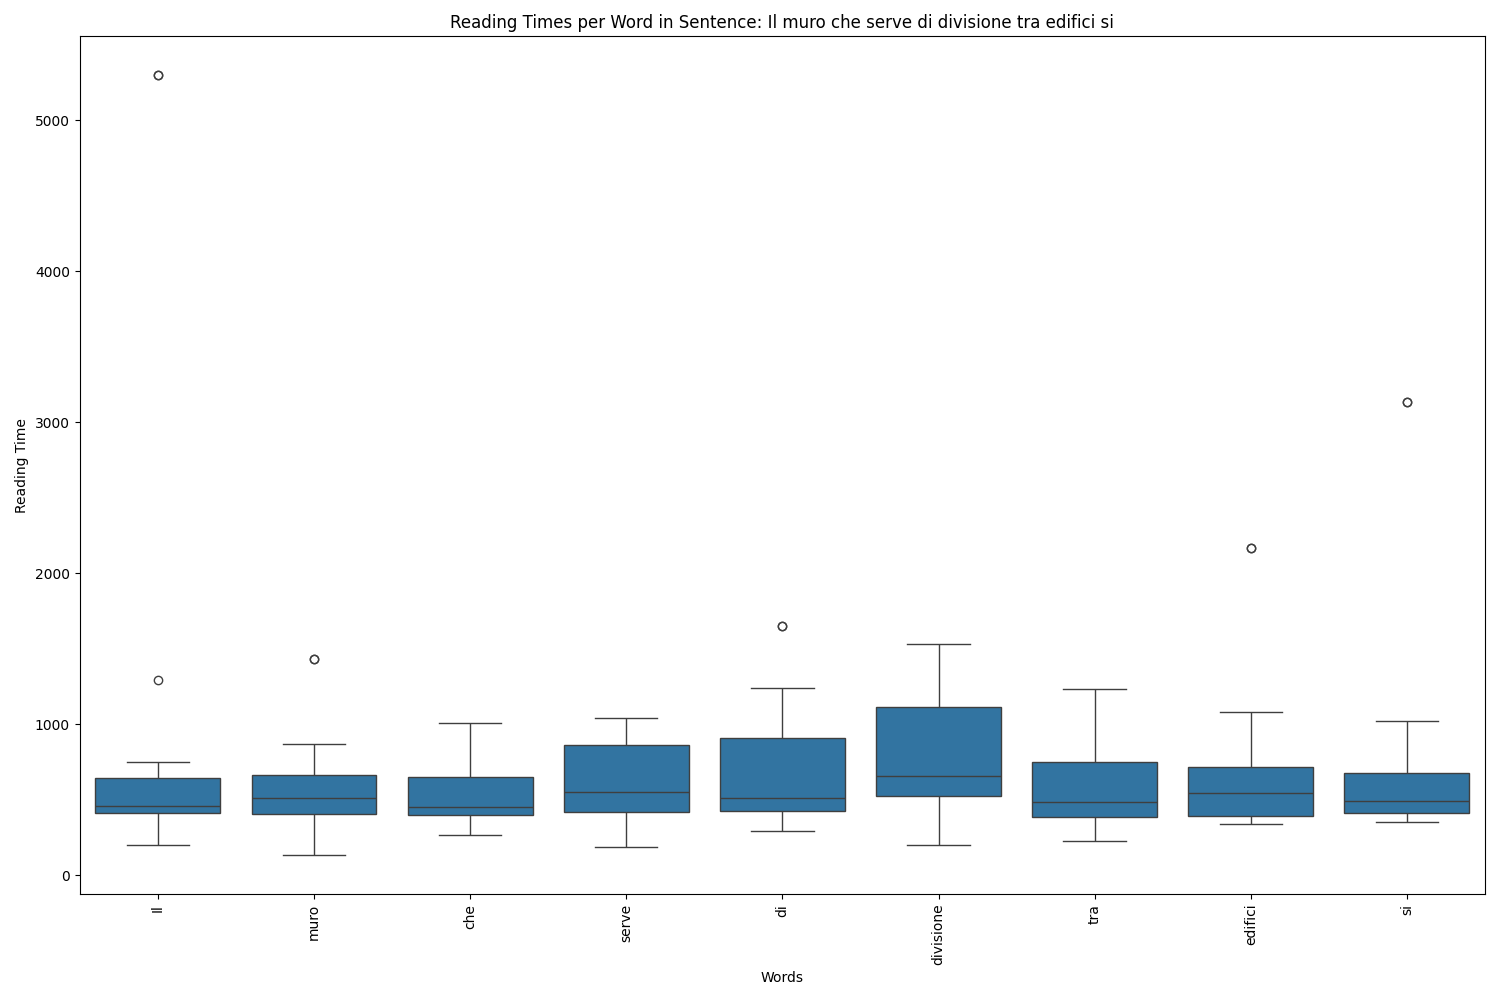 Reading Times per Word in Sentence: Il muro che serve di divisione tra edifici si
5000
4000
3000
2000
1000
0
Reading Time
Il
muro
che
serve
di
divisione
tra
edifici
si
Words